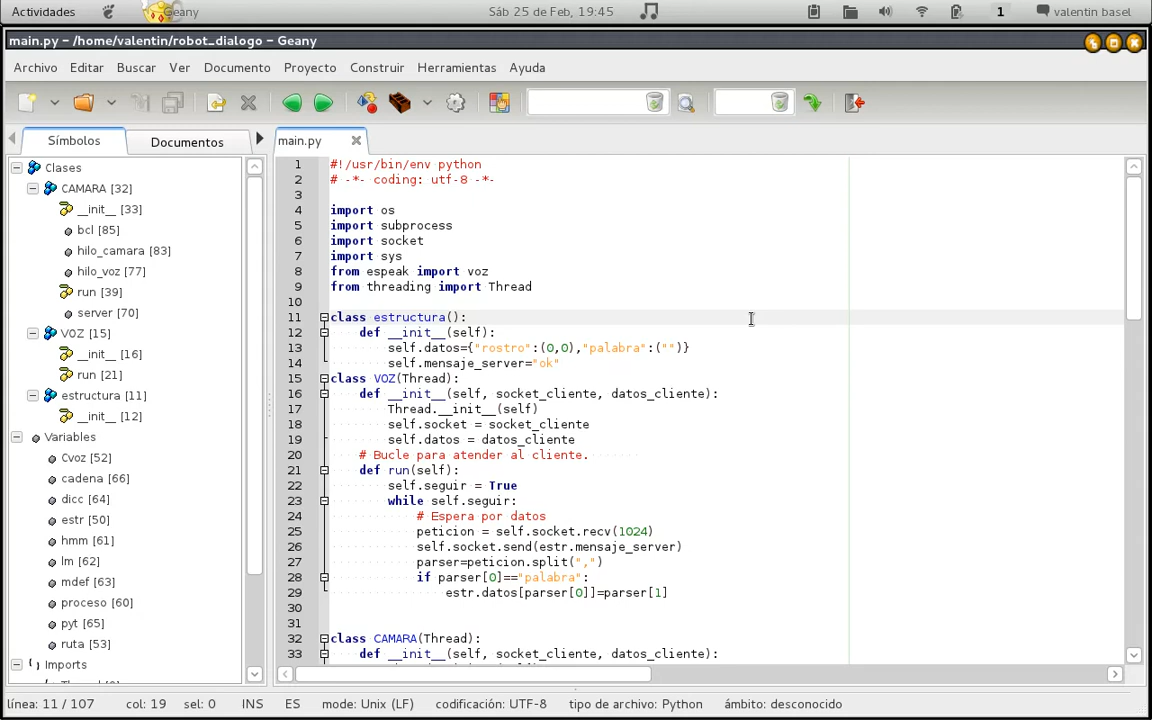 Actividades
Geany
Sáb 25 de Feb, 19:45
1
valentin basel
main.py – /home/valentin/robot_dialogo – Geany
Archivo Editar Buscar Ver Documento Proyecto Construir Herramientas Ayuda
Símbolos
Documentos
main.py
Clases
CAMARA [32]
__init__ [33]
bcl [85]
hilo_camara [83]
hilo_voz [77]
run [39]
server [70]
VOZ [15]
__init__ [16]
run [21]
estructura [11]
__init__ [12]
Variables
Cvoz [52]
cadena [66]
dicc [64]
estr [50]
hmm [61]
lm [62]
mdef [63]
proceso [60]
pyt [65]
ruta [53]
Imports
1 #!/usr/bin/env python
2 # -*- coding: utf-8 -*-
3
4 import os
5 import subprocess
6 import socket
7 import sys
8 from espeak import voz
9 from threading import Thread
10
11 class estructura():
12 def __init__(self):
13 self.datos={"rostro":(0,0),"palabra":("")}
14 self.mensaje_server="ok"
15 class VOZ(Thread):
16 def __init__(self, socket_cliente, datos_cliente):
17 Thread.__init__(self)
18 self.socket = socket_cliente
19 self.datos = datos_cliente
20 # Bucle para atender al cliente.
21 def run(self):
22 self.seguir = True
23 while self.seguir:
24 # Espera por datos
25 peticion = self.socket.recv(1024)
26 self.socket.send(estr.mensaje_server)
27 parser=peticion.split(",")
28 if parser[0]=="palabra":
29 estr.datos[parser[0]]=parser[1]
30
31
32 class CAMARA(Thread):
33 def __init__(self, socket_cliente, datos_cliente):
línea: 11 / 107 col: 19 sel: 0 INS ES mode: Unix (LF) codificación: UTF-8 tipo de archivo: Python ámbito: desconocido